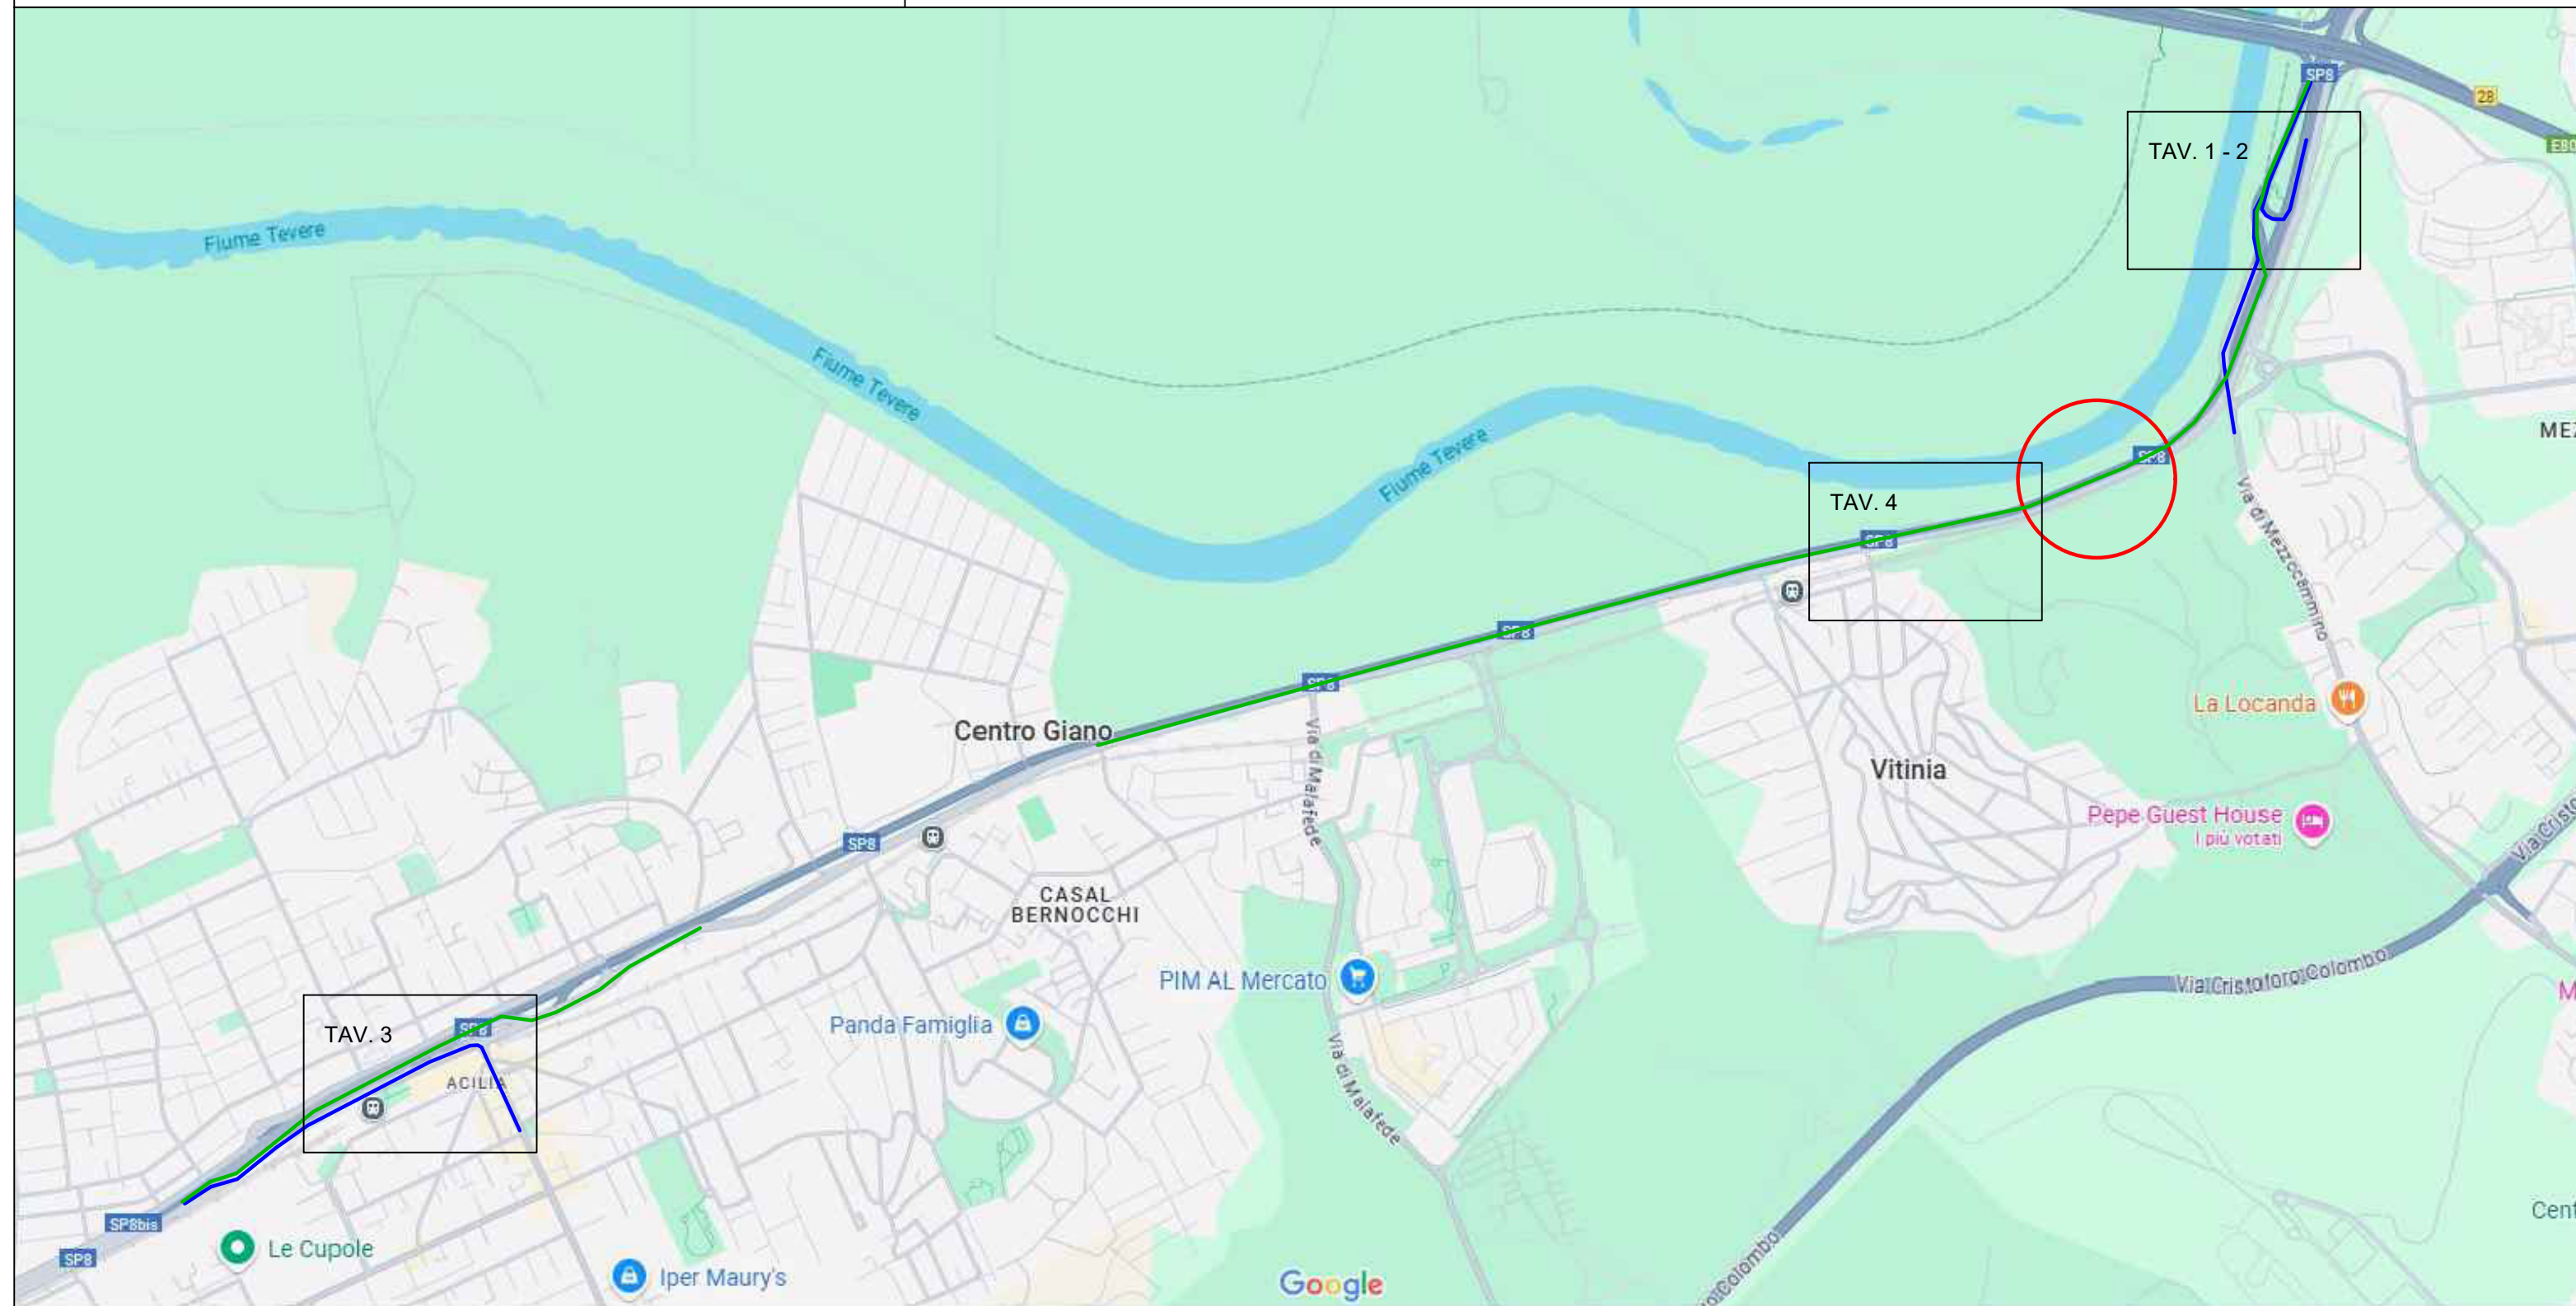 SP8
28
E80
TAV. 1 - 2
Fiume Tevere
Fiume Tevere
Fiume Tevere
SP8
TAV. 4
SP8
Via di Mezzocammino
SP8
SP8
La Locanda
Centro Giano
Via di Malafede
Vitinia
Pepe Guest House
I più votati
SP8
CASAL
BERNOCCHI
Via Cristoforo Colombo
PIM AL Mercato
Panda Famiglia
SP8
TAV. 3
ACILIA
Via di Malafede
SP8bis
SP8
Le Cupole
Iper Maury's
Google
Colombo